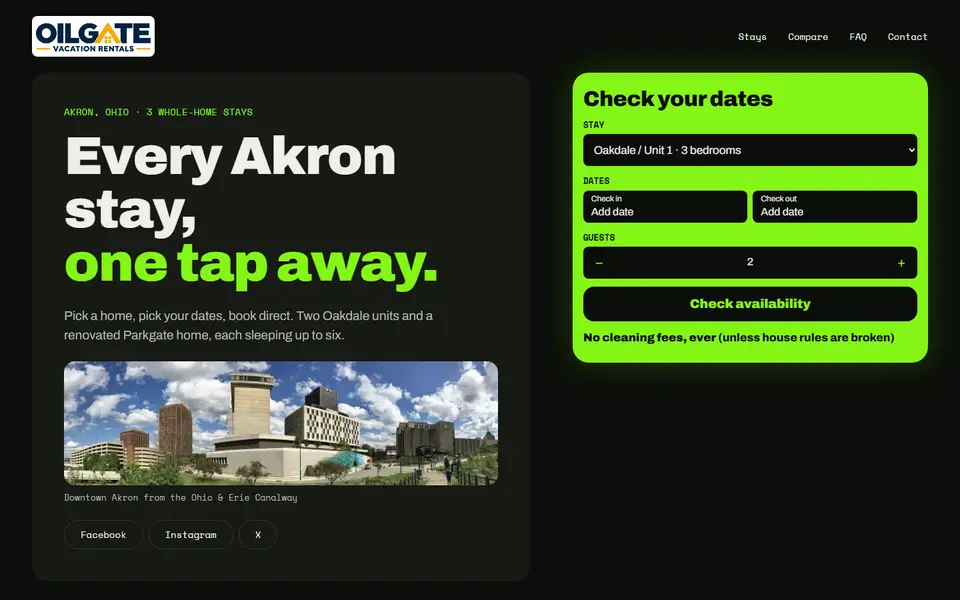 OILGATE
VACATION RENTALS
Stays
Compare
FAQ
Contact
AKRON, OHIO · 3 WHOLE-HOME STAYS
Every Akron
stay,
one tap away.
Pick a home, pick your dates, book direct. Two Oakdale units and a
renovated Parkgate home, each sleeping up to six.
Downtown Akron from the Ohio & Erie Canalway
Facebook
Instagram
X
Check your dates
STAY
Oakdale / Unit 1 · 3 bedrooms
DATES
Check in
Add date
Check out
Add date
GUESTS
− 2 +
Check availability
No cleaning fees, ever (unless house rules are broken)